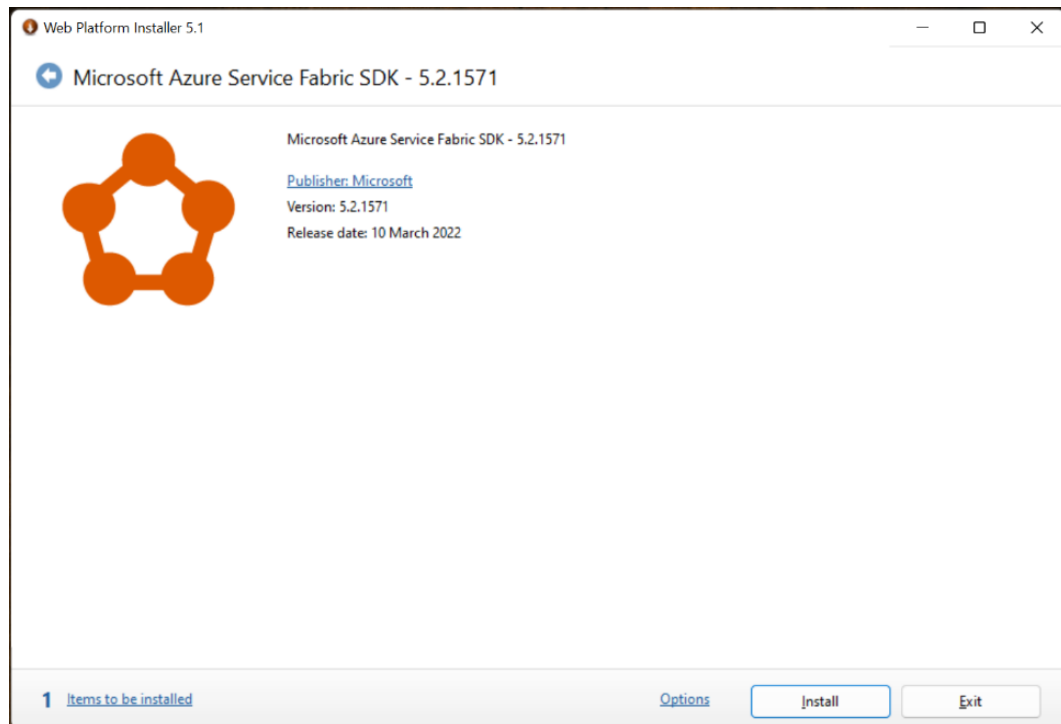 Web Platform Installer 5.1
Microsoft Azure Service Fabric SDK - 5.2.1571
Microsoft Azure Service Fabric SDK - 5.2.1571
Publisher: Microsoft
Version: 5.2.1571
Release date: 10 March 2022
1 Items to be installed
Options
Install
Exit